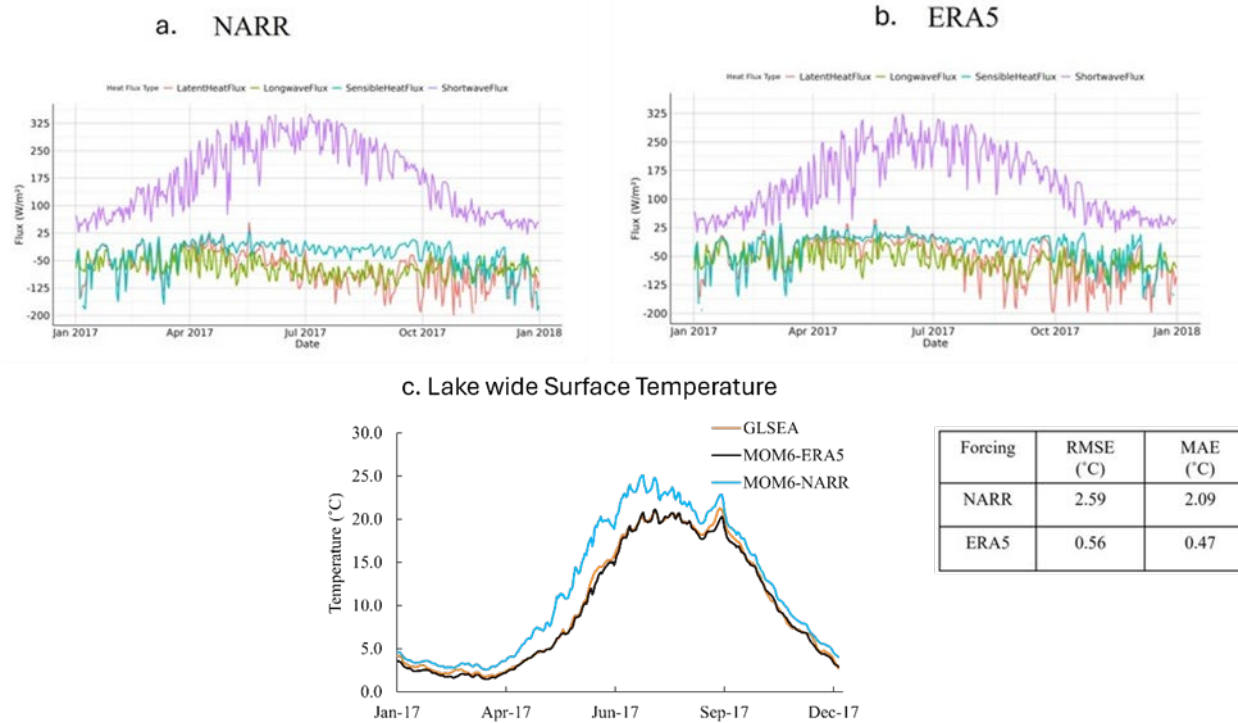 a. NARR
Heat Flux Type LatentHeatFlux LongwaveFlux SensibleHeatFlux ShortwaveFlux
Flux (W/m²)
325
250
175
100
25
-50
-125
-200
Jan 2017 Apr 2017 Jul 2017 Oct 2017 Jan 2018
Date
b. ERA5
Heat Flux Type LatentHeatFlux LongwaveFlux SensibleHeatFlux ShortwaveFlux
Flux (W/m²)
325
250
175
100
25
-50
-125
-200
Jan 2017 Apr 2017 Jul 2017 Oct 2017 Jan 2018
Date
c. Lake wide Surface Temperature
GLSEA
MOM6-ERA5
MOM6-NARR
Temperature (˚C)
30.0
25.0
20.0
15.0
10.0
5.0
0.0
Jan-17 Apr-17 Jun-17 Sep-17 Dec-17
Forcing RMSE MAE
(˚C) (˚C)
NARR 2.59 2.09
ERA5 0.56 0.47